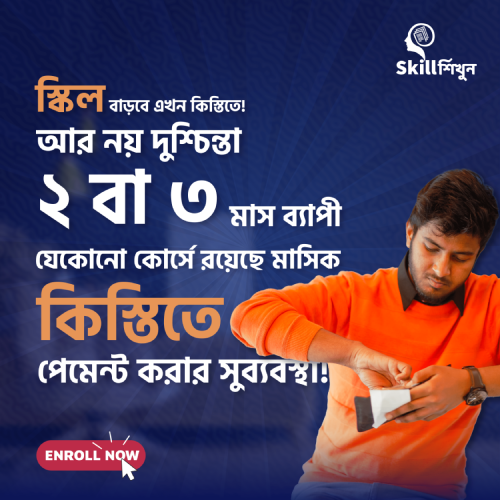 Skillশিখুন
স্কিল বাড়বে এখন কিস্তিতে!
আর নয় দুশ্চিন্তা
২ বা ৩ মাস ব্যাপী
যেকোনো কোর্সে রয়েছে মাসিক
কিস্তিতে
পেমেন্ট করার সুব্যবস্থা!
ENROLL NOW